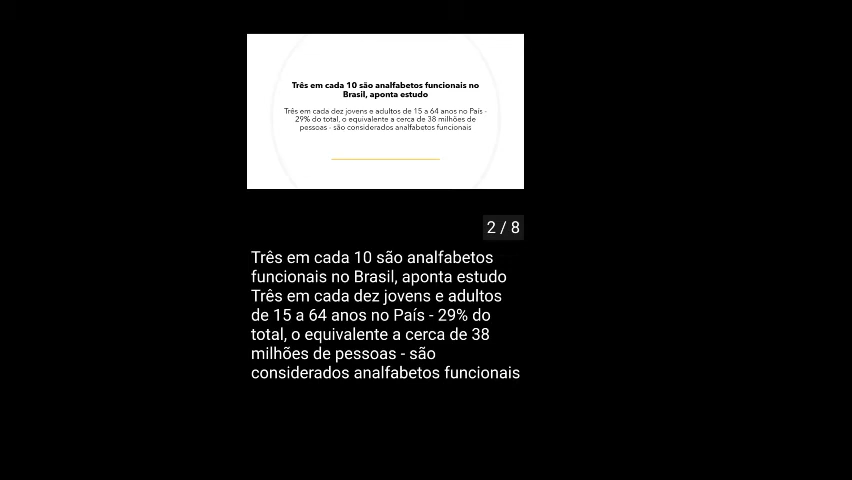 Três em cada 10 são analfabetos funcionais no
Brasil, aponta estudo
Três em cada dez jovens e adultos de 15 a 64 anos no País -
29% do total, o equivalente a cerca de 38 milhões de
pessoas - são considerados analfabetos funcionais
2 / 8
Três em cada 10 são analfabetos
funcionais no Brasil, aponta estudo
Três em cada dez jovens e adultos
de 15 a 64 anos no País - 29% do
total, o equivalente a cerca de 38
milhões de pessoas - são
considerados analfabetos funcionais